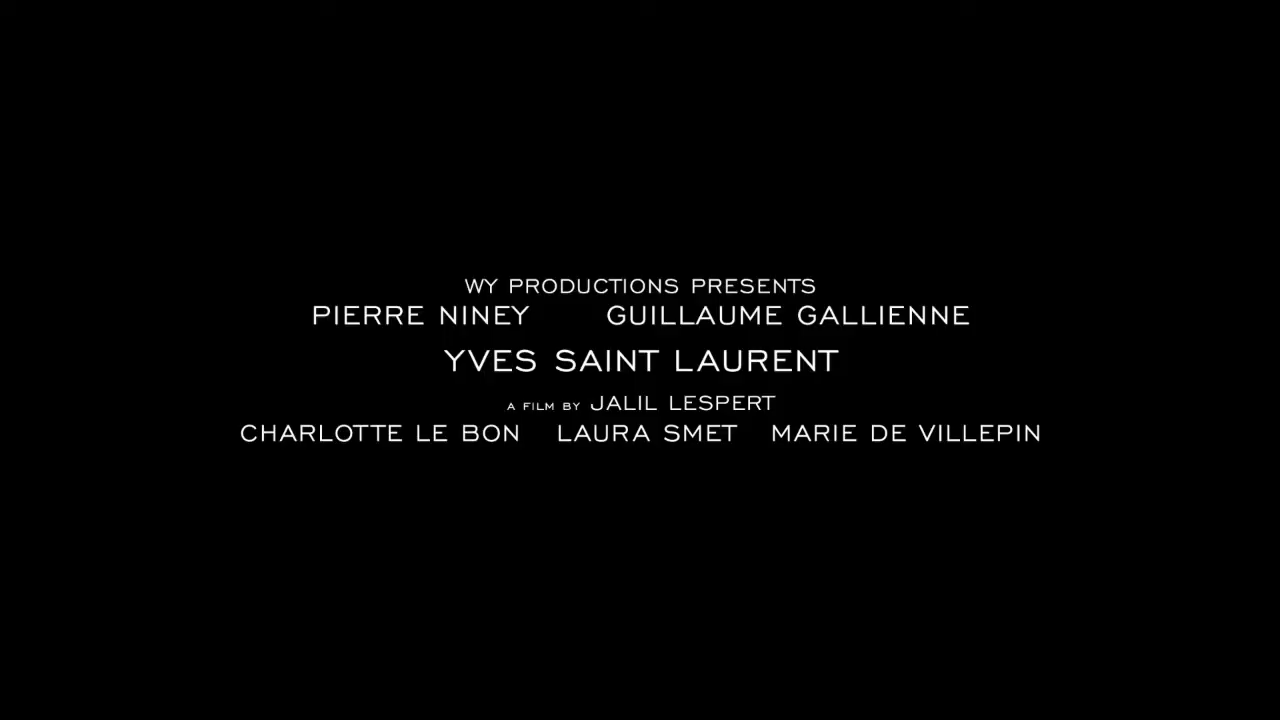 WY PRODUCTIONS PRESENTS
PIERRE NINEY GUILLAUME GALLIENNE
YVES SAINT LAURENT
A FILM BY JALIL LESPERT
CHARLOTTE LE BON LAURA SMET MARIE DE VILLEPIN